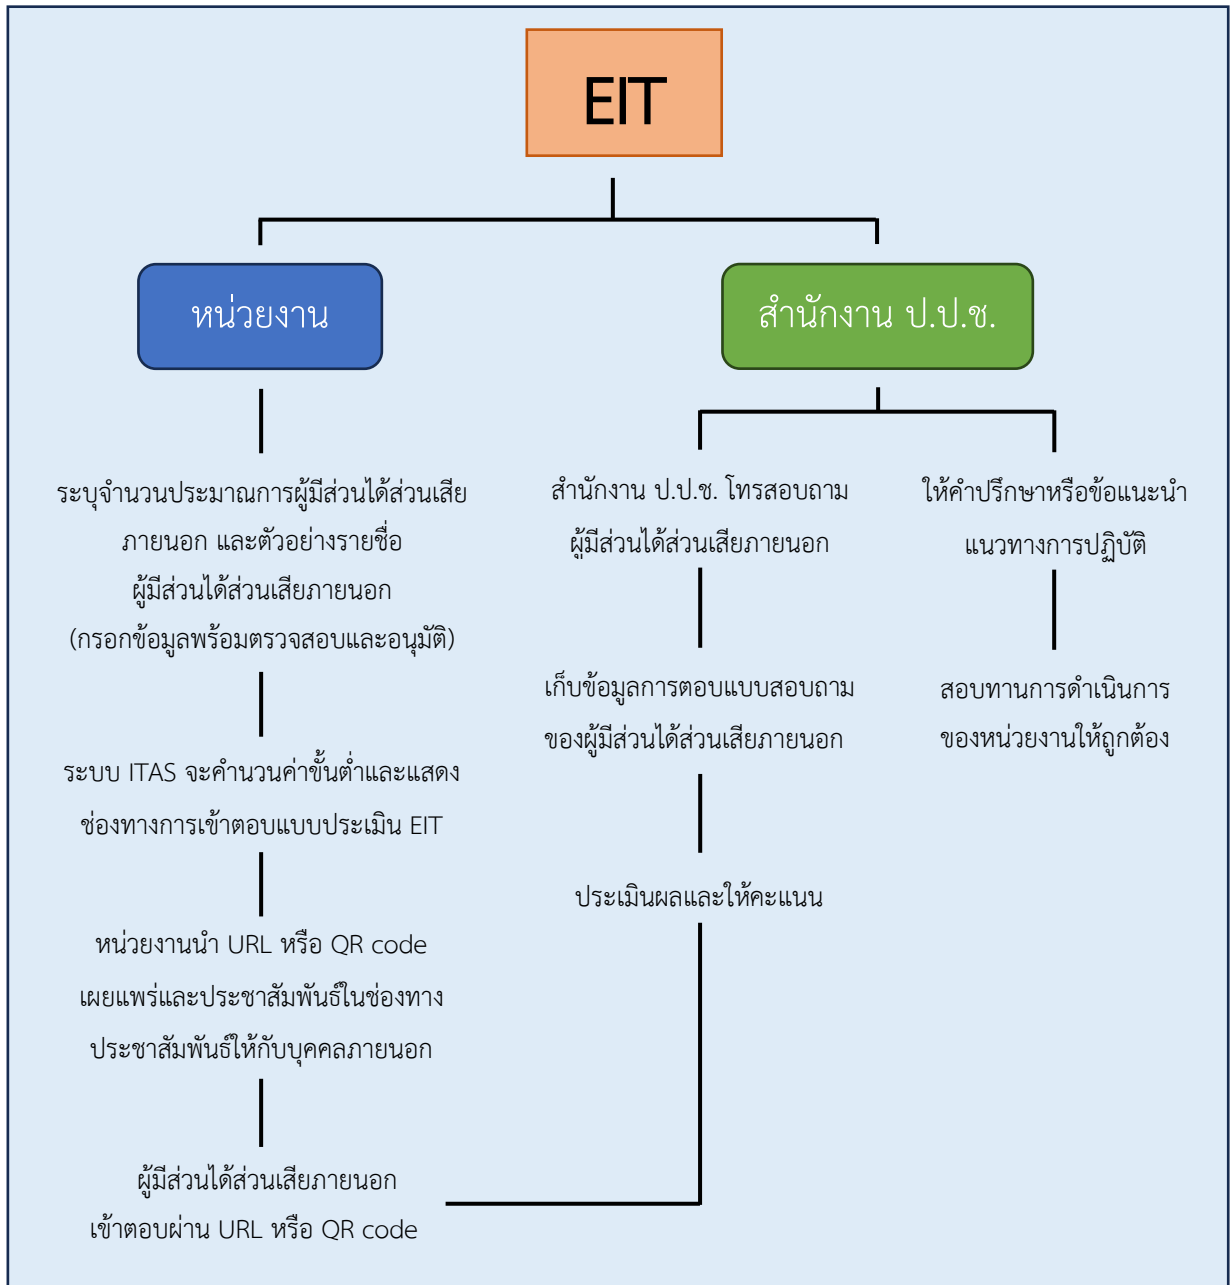 EIT
หน่วยงาน
สำนักงาน ป.ป.ช.
ระบุจำนวนประมาณการผู้มีส่วนได้ส่วนเสีย
ภายนอก และตัวอย่างรายชื่อ
ผู้มีส่วนได้ส่วนเสียภายนอก
(กรอกข้อมูลพร้อมตรวจสอบและอนุมัติ)
ระบบ ITAS จะคำนวนค่าขั้นต่ำและแสดง
ช่องทางการเข้าตอบแบบประเมิน EIT
หน่วยงานนำ URL หรือ QR code
เผยแพร่และประชาสัมพันธ์ในช่องทาง
ประชาสัมพันธ์ให้กับบุคคลภายนอก
ผู้มีส่วนได้ส่วนเสียภายนอก
เข้าตอบผ่าน URL หรือ QR code
สำนักงาน ป.ป.ช. โทรสอบถาม
ผู้มีส่วนได้ส่วนเสียภายนอก
เก็บข้อมูลการตอบแบบสอบถาม
ของผู้มีส่วนได้ส่วนเสียภายนอก
ประเมินผลและให้คะแนน
ให้คำปรึกษาหรือข้อแนะนำ
แนวทางการปฏิบัติ
สอบทานการดำเนินการ
ของหน่วยงานให้ถูกต้อง